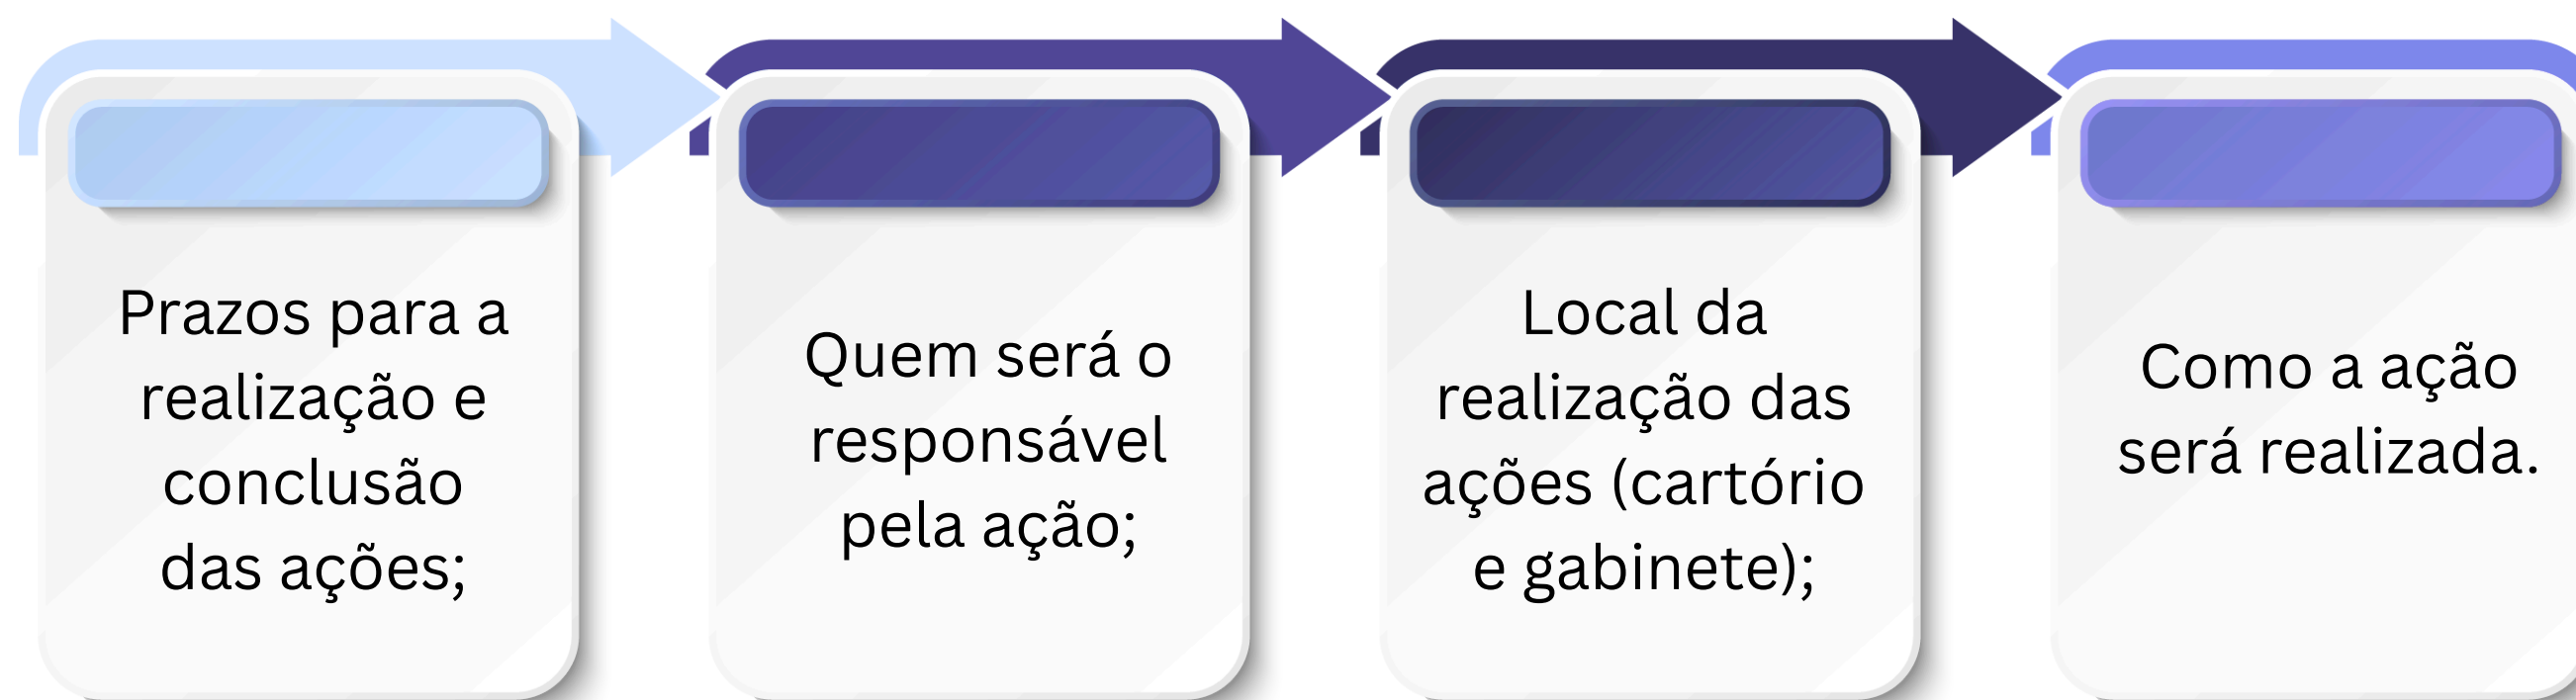 Prazos para a
realização e
conclusão
das ações;
Quem será o
responsável
pela ação;
Local da
realização das
ações (cartório
e gabinete);
Como a ação
será realizada.